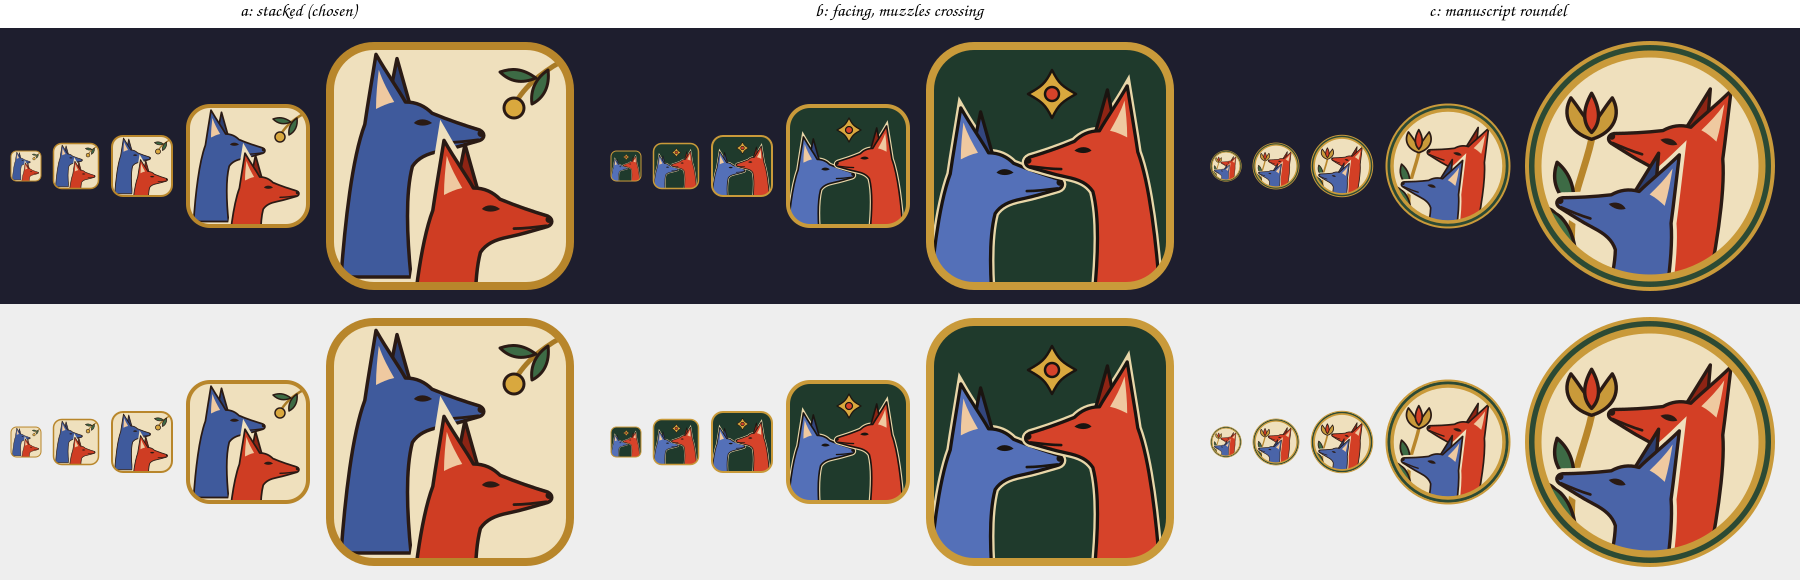 a: stacked (chosen)
b: facing, muzzles crossing
c: manuscript roundel